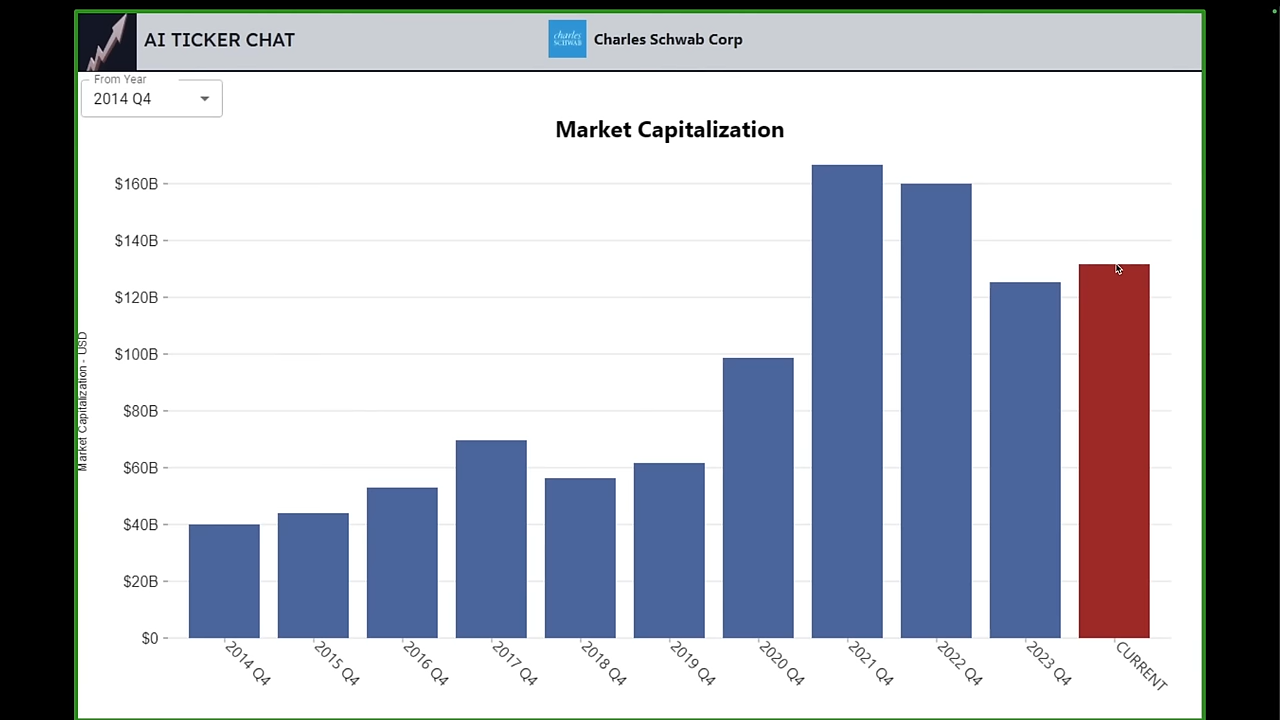 AI TICKER CHAT
charles
SCHWAB
Charles Schwab Corp
From Year
2014 Q4
Market Capitalization
Market Capitalization - USD
$160B
$140B
$120B
$100B
$80B
$60B
$40B
$20B
$0
2014 Q4
2015 Q4
2016 Q4
2017 Q4
2018 Q4
2019 Q4
2020 Q4
2021 Q4
2022 Q4
2023 Q4
CURRENT